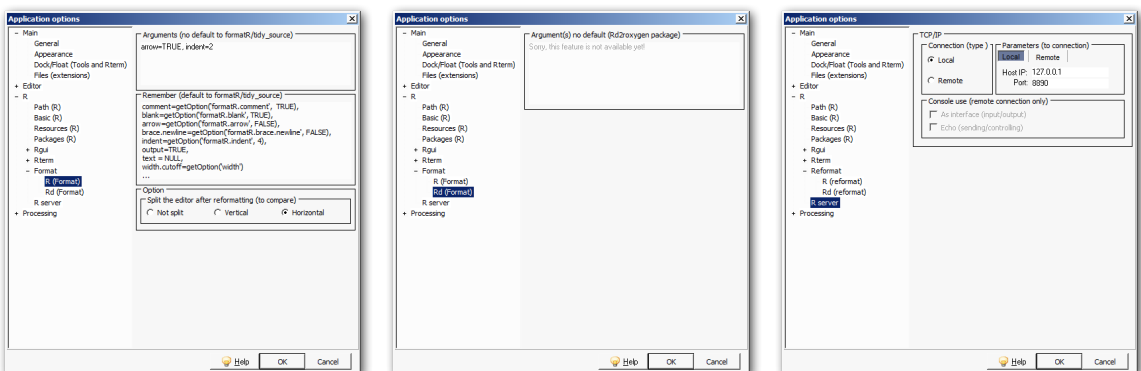 Application options
- Main
General
Appearance
Dock/Float (Tools and Rterm)
Files (extensions)
+ Editor
- R
Path (R)
Basic (R)
Resources (R)
Packages (R)
+ Rgui
+ Rterm
- Format
R (Format)
Rd (Format)
R server
+ Processing
Arguments (no default to formatR/tidy_source)
arrow=TRUE, indent=2
Remember (default to formatR/tidy_source)
comment=getOption('formatR.comment', TRUE),
blank=getOption('formatR.blank', TRUE),
arrow=getOption('formatR.arrow', FALSE),
brace.newline=getOption('formatR.brace.newline', FALSE),
indent=getOption('formatR.indent', 4),
output=TRUE,
text = NULL,
width.cutoff=getOption('width')
...
Option
Split the editor after reformatting (to compare)
Not split Vertical Horizontal
Help OK Cancel
Application options
- Main
General
Appearance
Dock/Float (Tools and Rterm)
Files (extensions)
+ Editor
- R
Path (R)
Basic (R)
Resources (R)
Packages (R)
+ Rgui
+ Rterm
- Format
R (Format)
Rd (Format)
R server
+ Processing
Argument(s) no default (Rd2roxygen package)
Sorry, this feature is not available yet!
Help OK Cancel
Application options
- Main
General
Appearance
Dock/Float (Tools and Rterm)
Files (extensions)
+ Editor
- R
Path (R)
Basic (R)
Resources (R)
Packages (R)
+ Rgui
+ Rterm
- Reformat
R (reformat)
Rd (reformat)
R server
+ Processing
TCP/IP
Connection (type )
Local
Remote
Parameters (to connection)
Local Remote
Host IP: 127.0.0.1
Port: 8890
Console use (remote connection only)
As interface (input/output)
Echo (sending/controlling)
Help OK Cancel